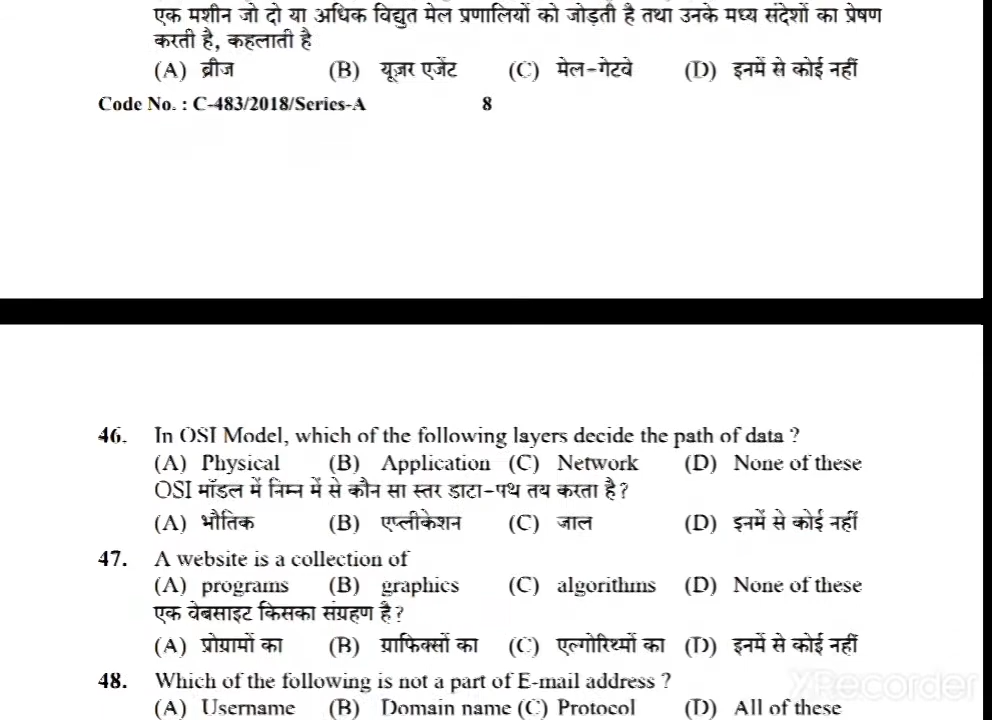 एक मशीन जो दो या अधिक विद्युत मेल प्रणालियों को जोड़ती है तथा उनके मध्य संदेशों का प्रेषण
करती है, कहलाती है
(A) ब्रीज (B) यूज़र एजेंट (C) मेल-गेटवे (D) इनमें से कोई नहीं
Code No. : C-483/2018/Series-A 8
46. In OSI Model, which of the following layers decide the path of data ?
(A) Physical (B) Application (C) Network (D) None of these
OSI मॉडल में निम्न में से कौन सा स्तर डाटा-पथ तय करता है?
(A) भौतिक (B) एप्लीकेशन (C) जाल (D) इनमें से कोई नहीं
47. A website is a collection of
(A) programs (B) graphics (C) algorithms (D) None of these
एक वेबसाइट किसका संग्रहण है?
(A) प्रोग्रामों का (B) ग्राफिक्सों का (C) एल्गोरिथ्मों का (D) इनमें से कोई नहीं
48. Which of the following is not a part of E-mail address ?
XRecorder
(A) Username (B) Domain name (C) Protocol (D) All of these